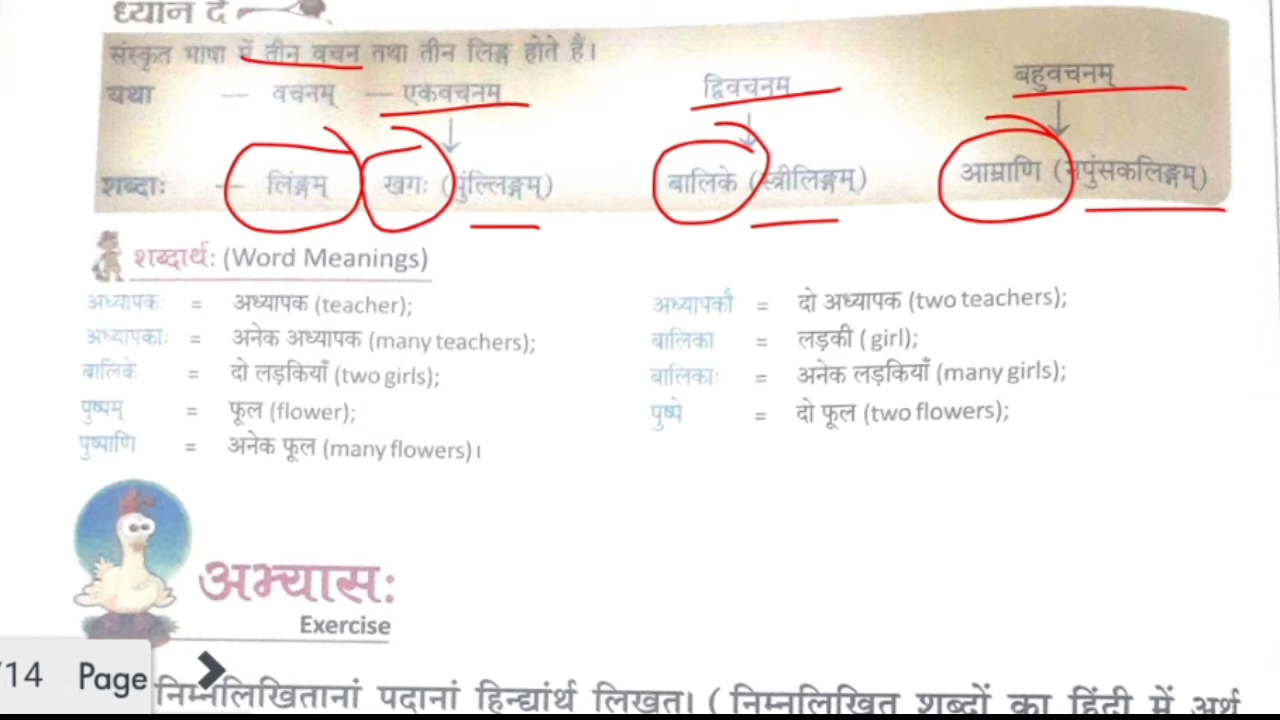 ध्यान दें
संस्कृत भाषा में तीन वचन तथा तीन लिङ्ग होते हैं।
यथा — वचनम् — एकवचनम् द्विवचनम् बहुवचनम्
शब्दाः — लिंङ्गम् खगः (पुंल्लिङ्गम्) बालिके (स्त्रीलिङ्गम्) आम्राणि (नपुंसकलिङ्गम्)
शब्दार्थ: (Word Meanings)
अध्यापकः = अध्यापक (teacher); अध्यापकौ = दो अध्यापक (two teachers);
अध्यापकाः = अनेक अध्यापक (many teachers); बालिका = लड़की (girl);
बालिके = दो लड़कियाँ (two girls); बालिकाः = अनेक लड़कियाँ (many girls);
पुष्पम् = फूल (flower); पुष्पे = दो फूल (two flowers);
पुष्पाणि = अनेक फूल (many flowers)।
अभ्यासः
Exercise
/14 Page
निम्नलिखितानां पदानां हिन्द्यांर्थ लिखत। ( निम्नलिखित शब्दों का हिंदी में अर्थ